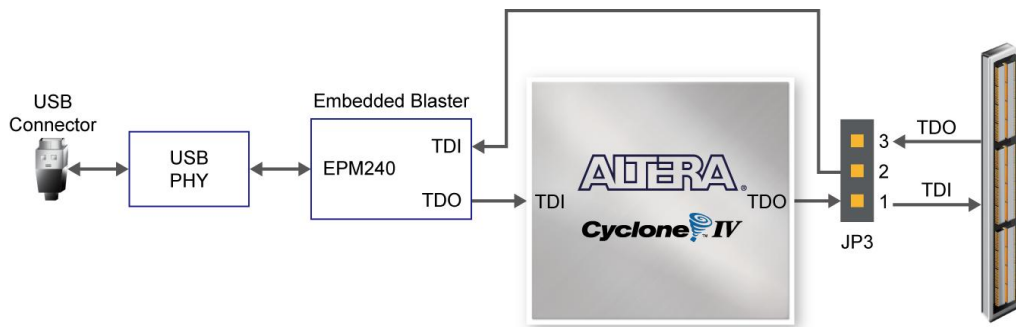 USB
Connector
USB
PHY
Embedded Blaster
EPM240
TDI
TDO
TDI
ALTERA®
Cyclone™ IV
TDO
3
2
1
JP3
TDO
TDI